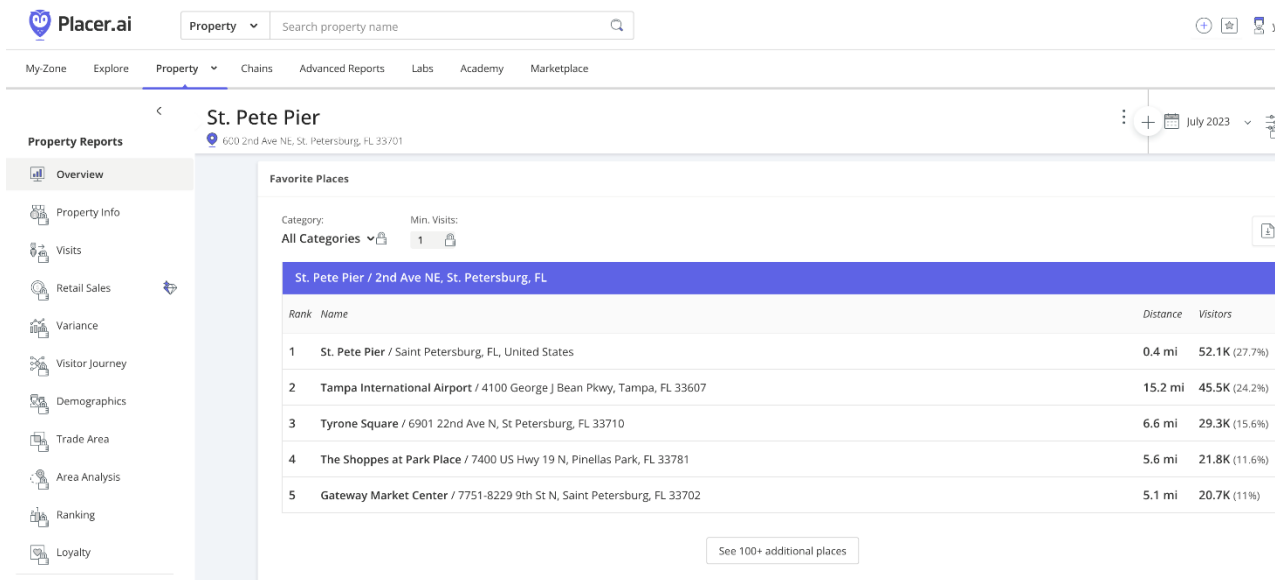 Placer.ai
Property
Search property name
My-Zone
Explore
Property
Chains
Advanced Reports
Labs
Academy
Marketplace
Property Reports
Overview
Property Info
Visits
Retail Sales
Variance
Visitor Journey
Demographics
Trade Area
Area Analysis
Ranking
Loyalty
St. Pete Pier
600 2nd Ave NE, St. Petersburg, FL 33701
July 2023
Favorite Places
Category: Min. Visits:
All Categories 1
St. Pete Pier / 2nd Ave NE, St. Petersburg, FL
Rank Name Distance Visitors
1 St. Pete Pier / Saint Petersburg, FL, United States 0.4 mi 52.1K (27.7%)
2 Tampa International Airport / 4100 George J Bean Pkwy, Tampa, FL 33607 15.2 mi 45.5K (24.2%)
3 Tyrone Square / 6901 22nd Ave N, St Petersburg, FL 33710 6.6 mi 29.3K (15.6%)
4 The Shoppes at Park Place / 7400 US Hwy 19 N, Pinellas Park, FL 33781 5.6 mi 21.8K (11.6%)
5 Gateway Market Center / 7751-8229 9th St N, Saint Petersburg, FL 33702 5.1 mi 20.7K (11%)
See 100+ additional places